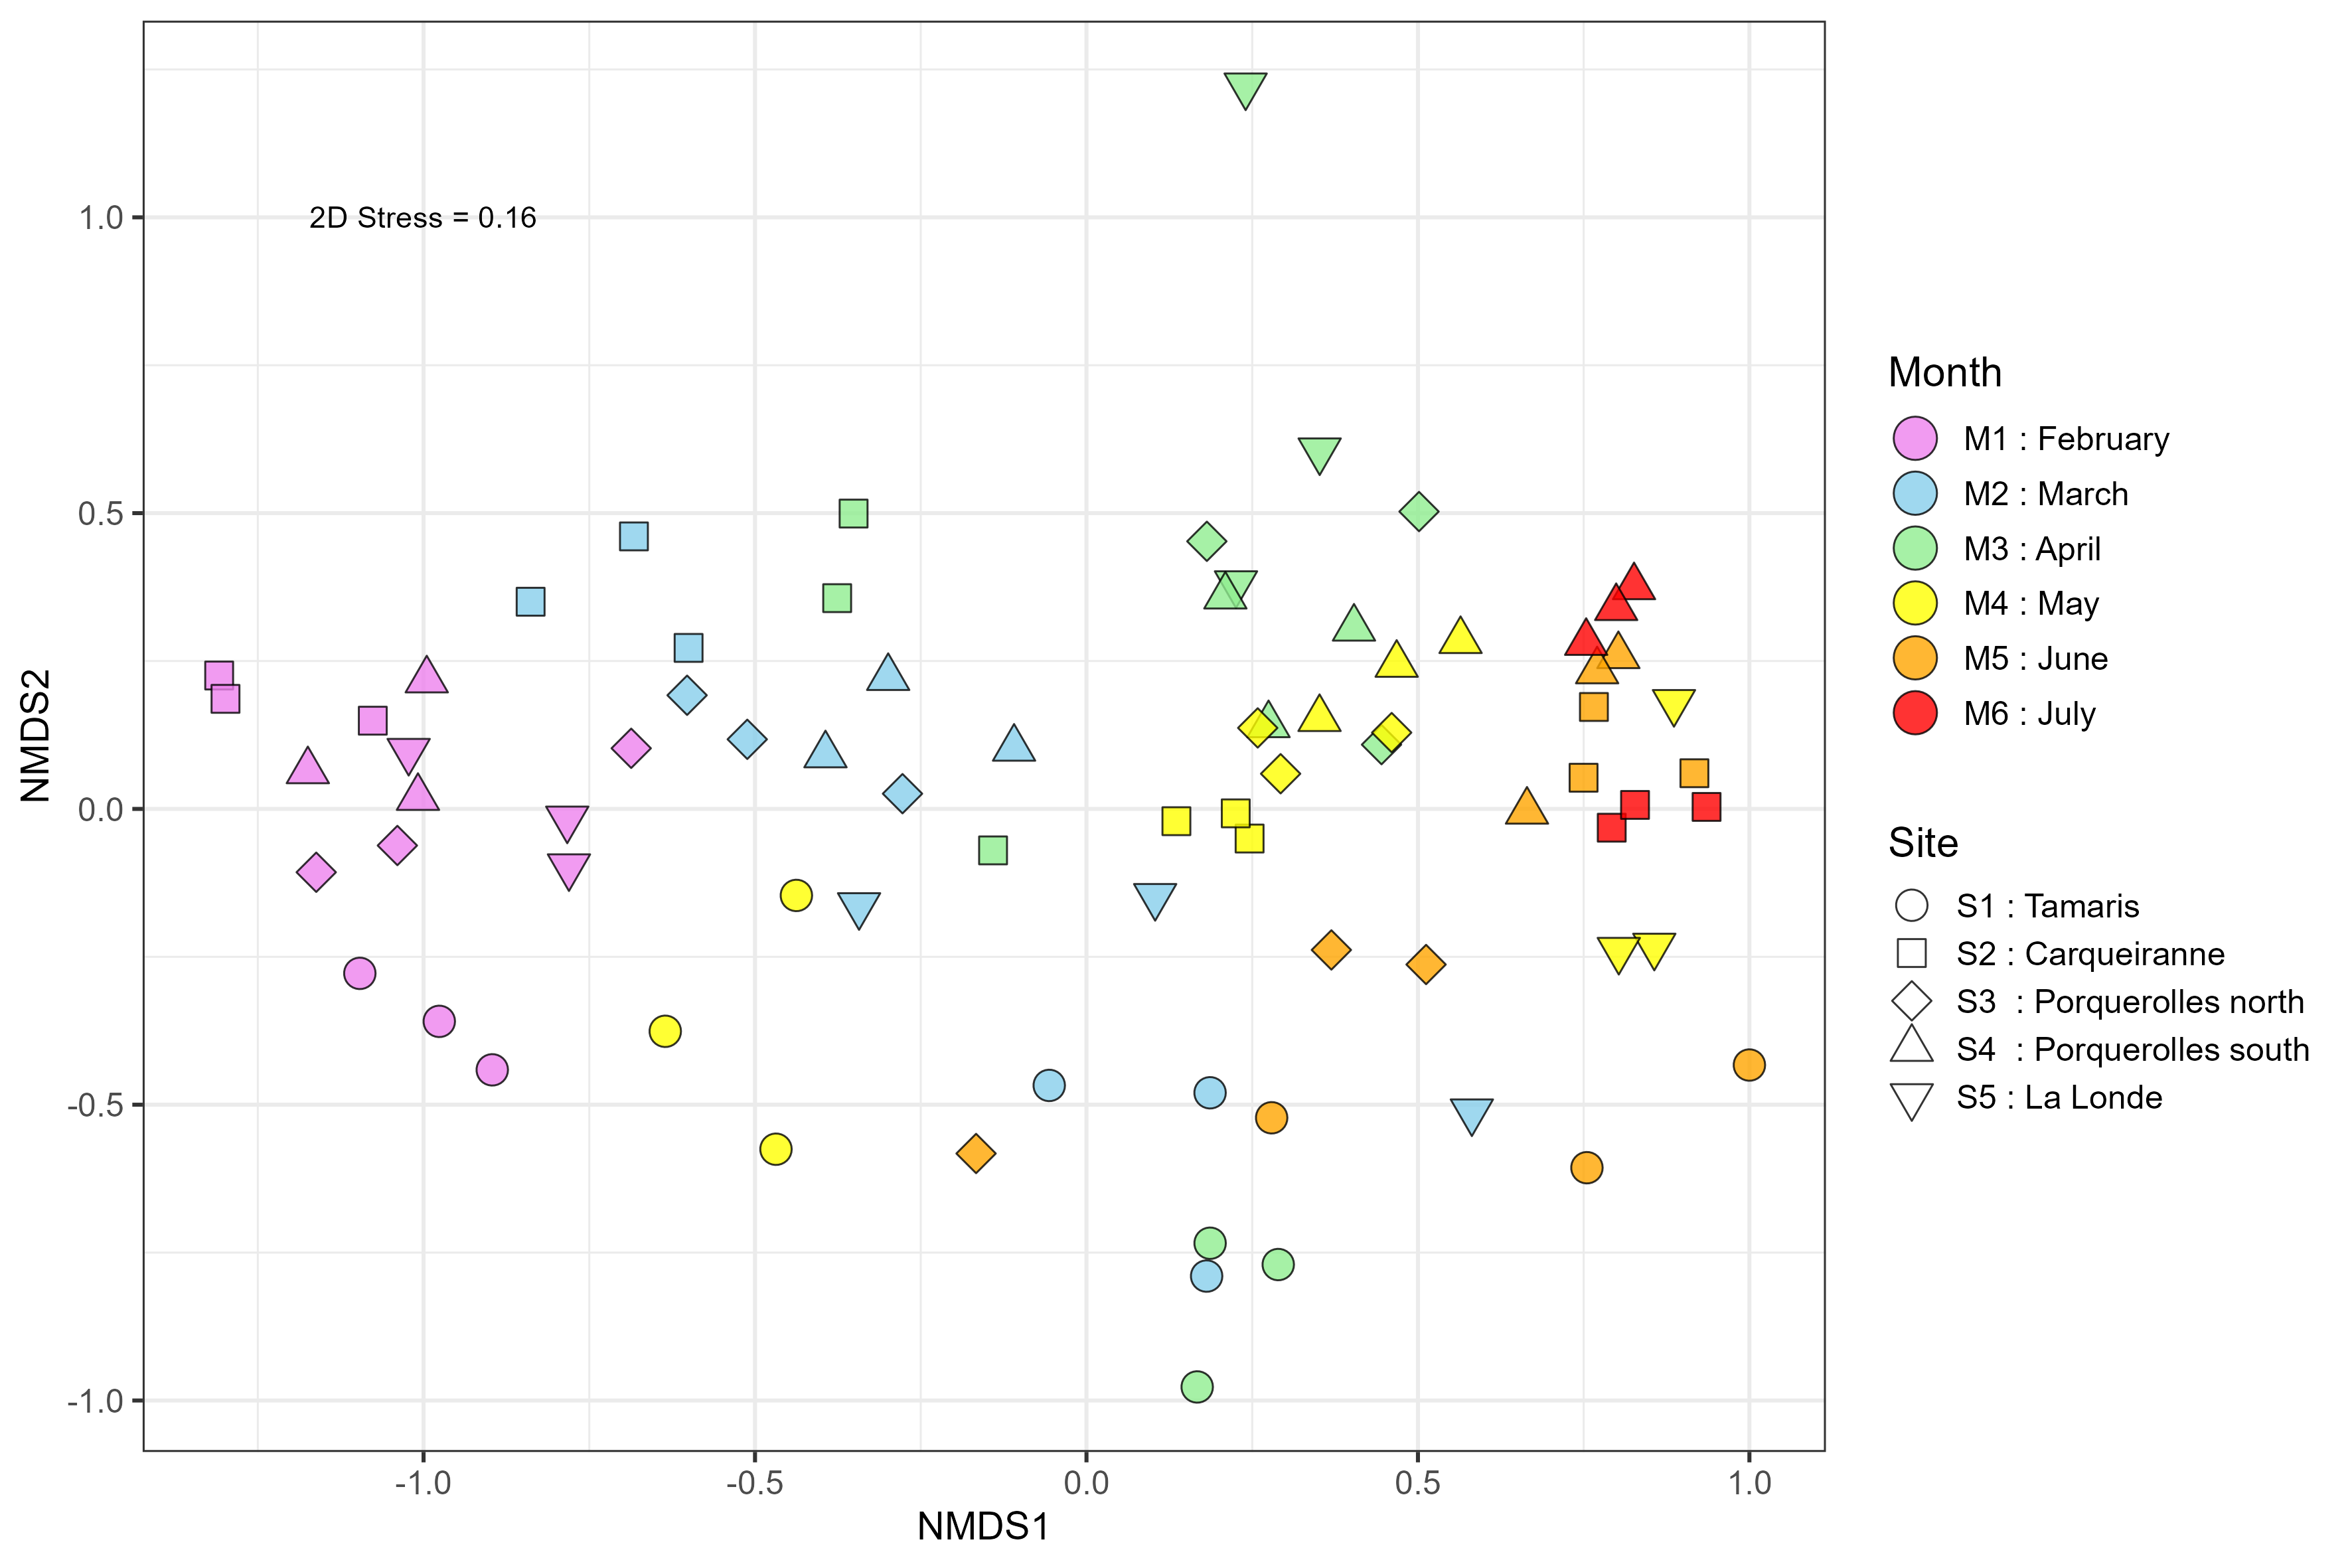 2D Stress = 0.16
1.0
0.5
0.0
-0.5
-1.0
NMDS2
-1.0
-0.5
0.0
0.5
1.0
NMDS1
Month
M1 : February
M2 : March
M3 : April
M4 : May
M5 : June
M6 : July
Site
S1 : Tamaris
S2 : Carqueiranne
S3 : Porquerolles north
S4 : Porquerolles south
S5 : La Londe